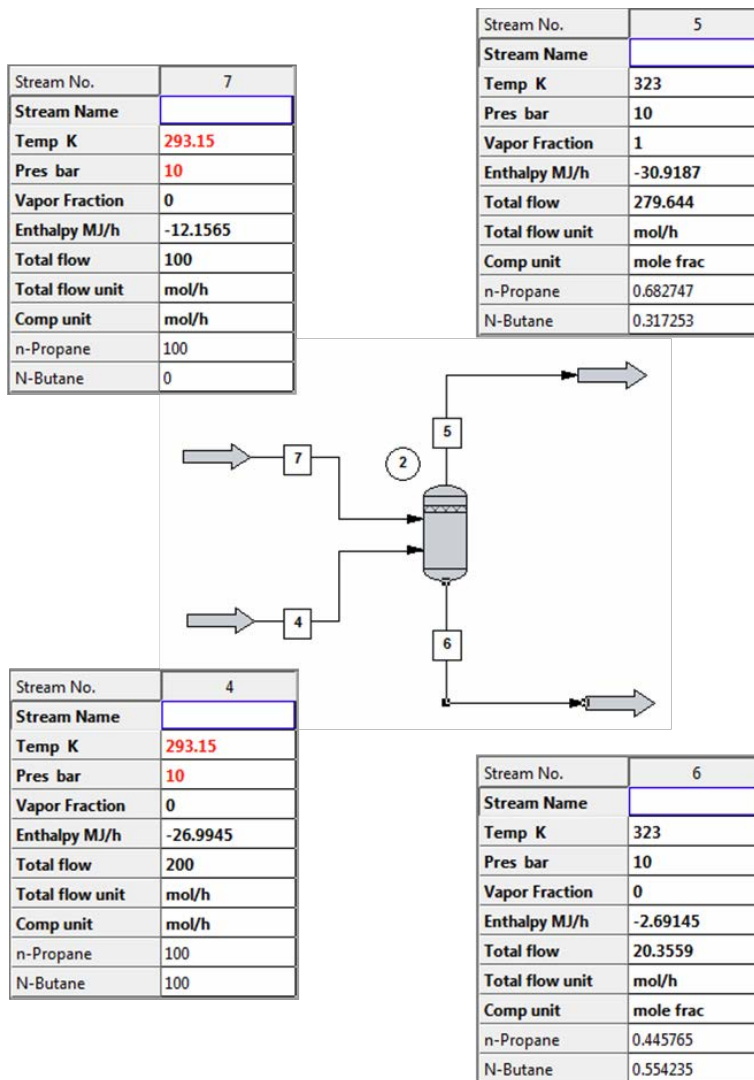 Stream No. 5
Stream Name
Temp K 323
Pres bar 10
Vapor Fraction 1
Enthalpy MJ/h -30.9187
Total flow 279.644
Total flow unit mol/h
Comp unit mole frac
n-Propane 0.682747
N-Butane 0.317253
Stream No. 7
Stream Name
Temp K 293.15
Pres bar 10
Vapor Fraction 0
Enthalpy MJ/h -12.1565
Total flow 100
Total flow unit mol/h
Comp unit mol/h
n-Propane 100
N-Butane 0
5
7
2
4
6
Stream No. 4
Stream Name
Temp K 293.15
Pres bar 10
Vapor Fraction 0
Enthalpy MJ/h -26.9945
Total flow 200
Total flow unit mol/h
Comp unit mol/h
n-Propane 100
N-Butane 100
Stream No. 6
Stream Name
Temp K 323
Pres bar 10
Vapor Fraction 0
Enthalpy MJ/h -2.69145
Total flow 20.3559
Total flow unit mol/h
Comp unit mole frac
n-Propane 0.445765
N-Butane 0.554235